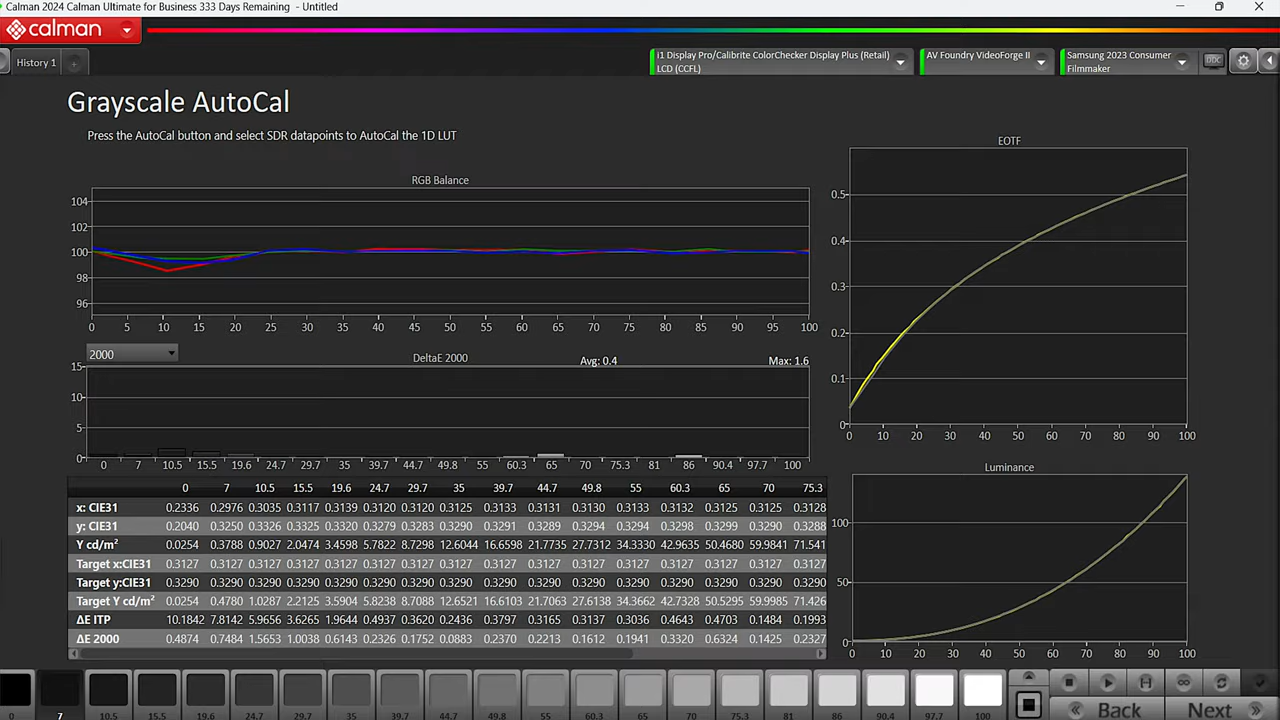 Calman 2024 Calman Ultimate for Business 333 Days Remaining - Untitled
calman
History 1
i1 Display Pro/Calibrite ColorChecker Display Plus (Retail)
LCD (CCFL)
AV Foundry VideoForge II
Samsung 2023 Consumer
Filmmaker
DDC
Grayscale AutoCal
Press the AutoCal button and select SDR datapoints to AutoCal the 1D LUT
RGB Balance
104
102
100
98
96
0 5 10 15 20 25 30 35 40 45 50 55 60 65 70 75 80 85 90 95 100
2000
DeltaE 2000
Avg: 0.4
Max: 1.6
15
10
5
0
0 7 10.5 15.5 19.6 24.7 29.7 35 39.7 44.7 49.8 55 60.3 65 70 75.3 81 86 90.4 97.7 100
0 7 10.5 15.5 19.6 24.7 29.7 35 39.7 44.7 49.8 55 60.3 65 70 75.3
x: CIE31 0.2336 0.2976 0.3035 0.3117 0.3139 0.3120 0.3120 0.3125 0.3133 0.3131 0.3130 0.3133 0.3132 0.3125 0.3125 0.3128
y: CIE31 0.2040 0.3250 0.3326 0.3325 0.3320 0.3279 0.3283 0.3290 0.3291 0.3289 0.3294 0.3294 0.3298 0.3299 0.3290 0.3288
Y cd/m² 0.0254 0.3788 0.9027 2.0474 3.4598 5.7822 8.7298 12.6044 16.6598 21.7735 27.7312 34.3330 42.9635 50.4680 59.9841 71.541
Target x:CIE31 0.3127 0.3127 0.3127 0.3127 0.3127 0.3127 0.3127 0.3127 0.3127 0.3127 0.3127 0.3127 0.3127 0.3127 0.3127 0.3127
Target y:CIE31 0.3290 0.3290 0.3290 0.3290 0.3290 0.3290 0.3290 0.3290 0.3290 0.3290 0.3290 0.3290 0.3290 0.3290 0.3290 0.3290
Target Y cd/m² 0.0254 0.4780 1.0287 2.2125 3.5904 5.8238 8.7088 12.6521 16.6103 21.7063 27.6138 34.3662 42.7328 50.5295 59.9985 71.426
ΔE ITP 10.1842 7.8142 5.9656 3.6265 1.9644 0.4937 0.3620 0.2436 0.3797 0.3165 0.3137 0.3036 0.4643 0.4703 0.1484 0.1993
ΔE 2000 0.4874 0.7484 1.5653 1.0038 0.6143 0.2326 0.1752 0.0883 0.2370 0.2213 0.1612 0.1941 0.3320 0.6324 0.1425 0.2327
EOTF
0.5
0.4
0.3
0.2
0.1
0
0 10 20 30 40 50 60 70 80 90 100
Luminance
100
50
0
0 10 20 30 40 50 60 70 80 90 100
7 10.5 15.5 19.6 24.7 29.7 35 39.7 44.7 49.8 55 60.3 65 70 75.3 81 86 90.4 97.7 100
Back
Next